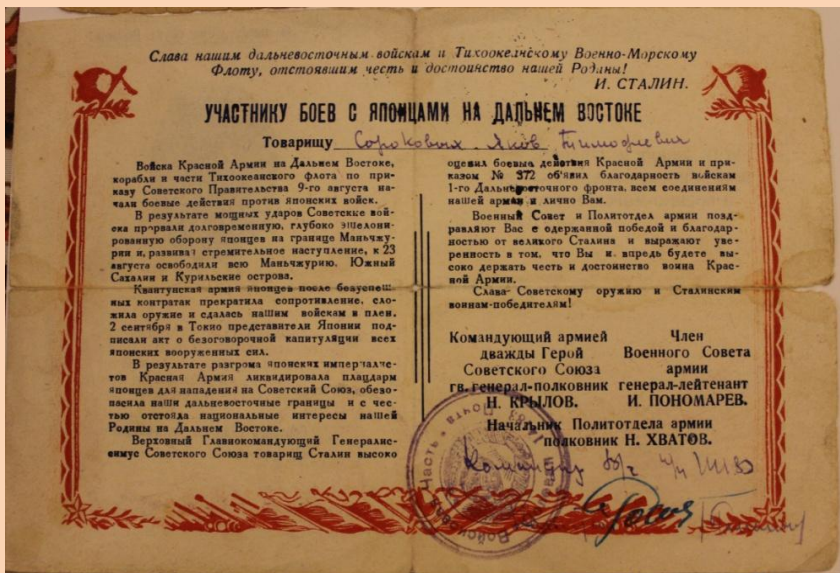 Слава нашим дальневосточным войскам и Тихоокеанскому Военно-Морскому
Флоту, отстоявшим честь и достоинство нашей Родины!
И. СТАЛИН.
УЧАСТНИКУ БОЕВ С ЯПОНЦАМИ НА ДАЛЬНЕМ ВОСТОКЕ
Товарищу Сороковых Яков Тимофеевич
Войска Красной Армии на Дальнем Востоке,
корабли и части Тихоокеанского флота по при-
казу Советского Правительства 9-го августа на-
чали боевые действия против японских войск.
В результате мощных ударов Советские вой-
ска прорвали долговременную, глубоко эшелони-
рованную оборону японцев на границе Маньчжу-
рии и, развивая стремительное наступление, к 23
августа освободили всю Маньчжурию, Южный
Сахалин и Курильские острова.
Квантунская армия японцев после безуспеш-
ных контратак прекратила сопротивление, сло-
жила оружие и сдалась нашим войскам в плен.
2 сентября в Токио представители Японии под-
писали акт о безоговорочной капитуляции всех
японских вооруженных сил.
В результате разгрома японских империалис-
тов Красная Армия ликвидировала плацдарм
японцев для нападения на Советский Союз, обезо-
пасила наши дальневосточные границы и с чес-
тью отстояла национальные интересы нашей
Родины на Дальнем Востоке.
Верховный Главнокомандующий Генералис-
симус Советского Союза товарищ Сталин высоко
оценил боевые действия Красной Армии и при-
казом № 372 об'явил благодарность войскам
1-го Дальневосточного фронта, всем соединениям
нашей армии и лично Вам.
Военный Совет и Политотдел армии позд-
равляют Вас с одержанной победой и благодар-
ностью от великого Сталина и выражают уве-
ренность в том, что Вы и впредь будете вы-
соко держать честь и достоинство воина Крас-
ной Армии.
Слава Советскому оружию и Сталинским
воинам-победителям!
Командующий армией
дважды Герой
Советского Союза
гв. генерал-полковник
Н. КРЫЛОВ.
Член
Военного Совета
армии
генерал-лейтенант
И. ПОНОМАРЕВ.
Начальник Политотдела армии
полковник Н. ХВАТОВ.
Командир
Войсковая часть Полевая Почта